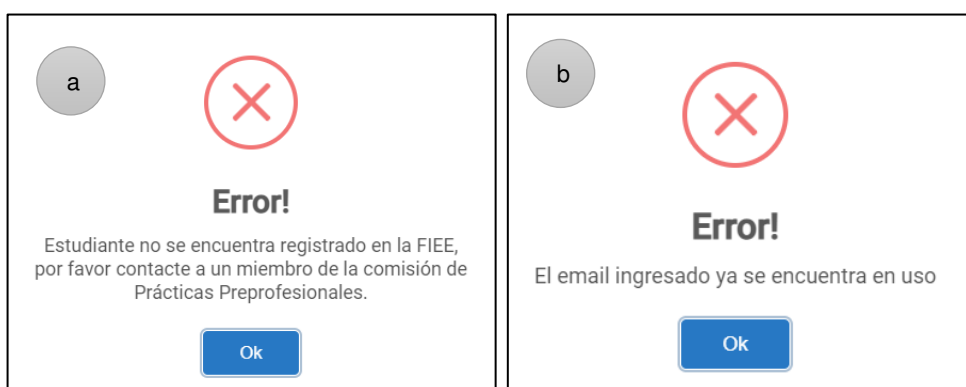 a
Error!
Estudiante no se encuentra registrado en la FIEE,
por favor contacte a un miembro de la comisión de
Prácticas Preprofesionales.
Ok
b
Error!
El email ingresado ya se encuentra en uso
Ok